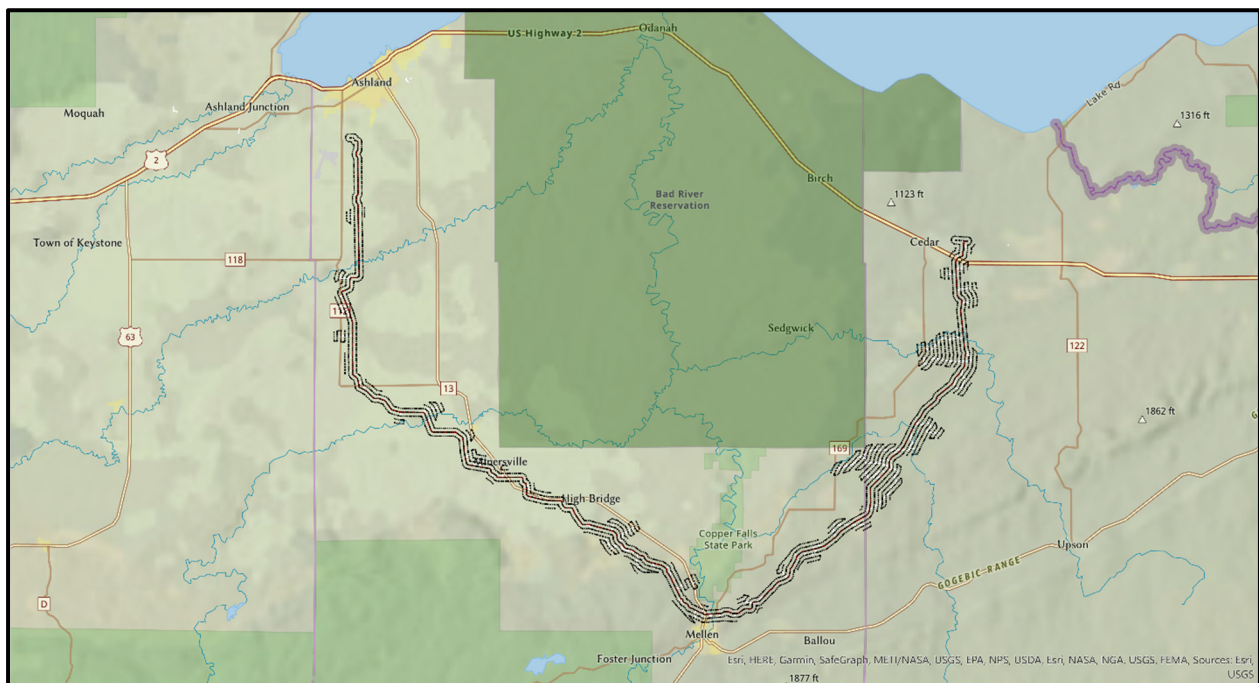 US Highway 2
Odanah
Ashland
Lake Rd
Moquah
Ashland Junction
1316 ft
2
Birch
Bad River
Reservation
1123 ft
Town of Keystone
Cedar
118
112
Sedgwick
63
122
13
1862 ft
169
Minersville
High Bridge
Copper Falls
State Park
Upson
GOGEBIC RANGE
G
D
Mellen
Ballou
Foster Junction
Esri, HERE, Garmin, SafeGraph, METI/NASA, USGS, EPA, NPS, USDA, Esri, NASA, NGA, USGS, FEMA, Sources: Esri,
USGS
1877 ft